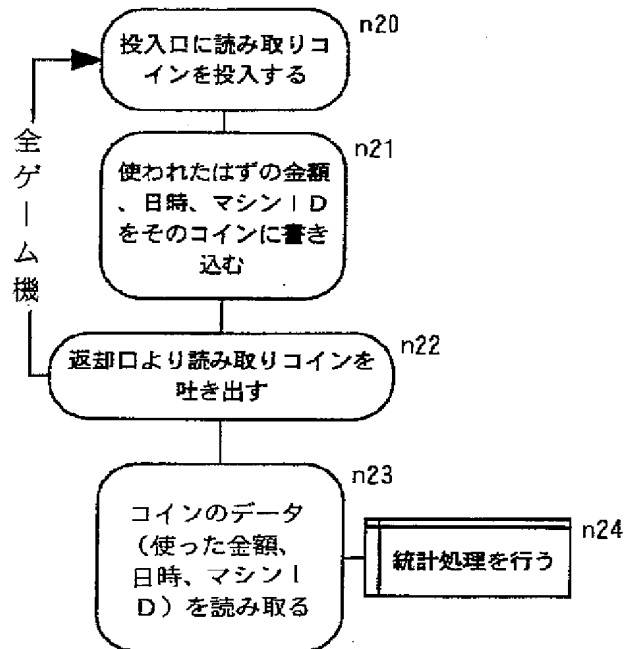 n20
投入口に読み取りコ
インを投入する
n21
使われたはずの金額
、日時、マシンID
をそのコインに書き
込む
全ゲーム機
n22
返却口より読み取りコインを
吐き出す
n23
コインのデータ
(使った金額、
日時、マシンI
D)を読み取る
n24
統計処理を行う